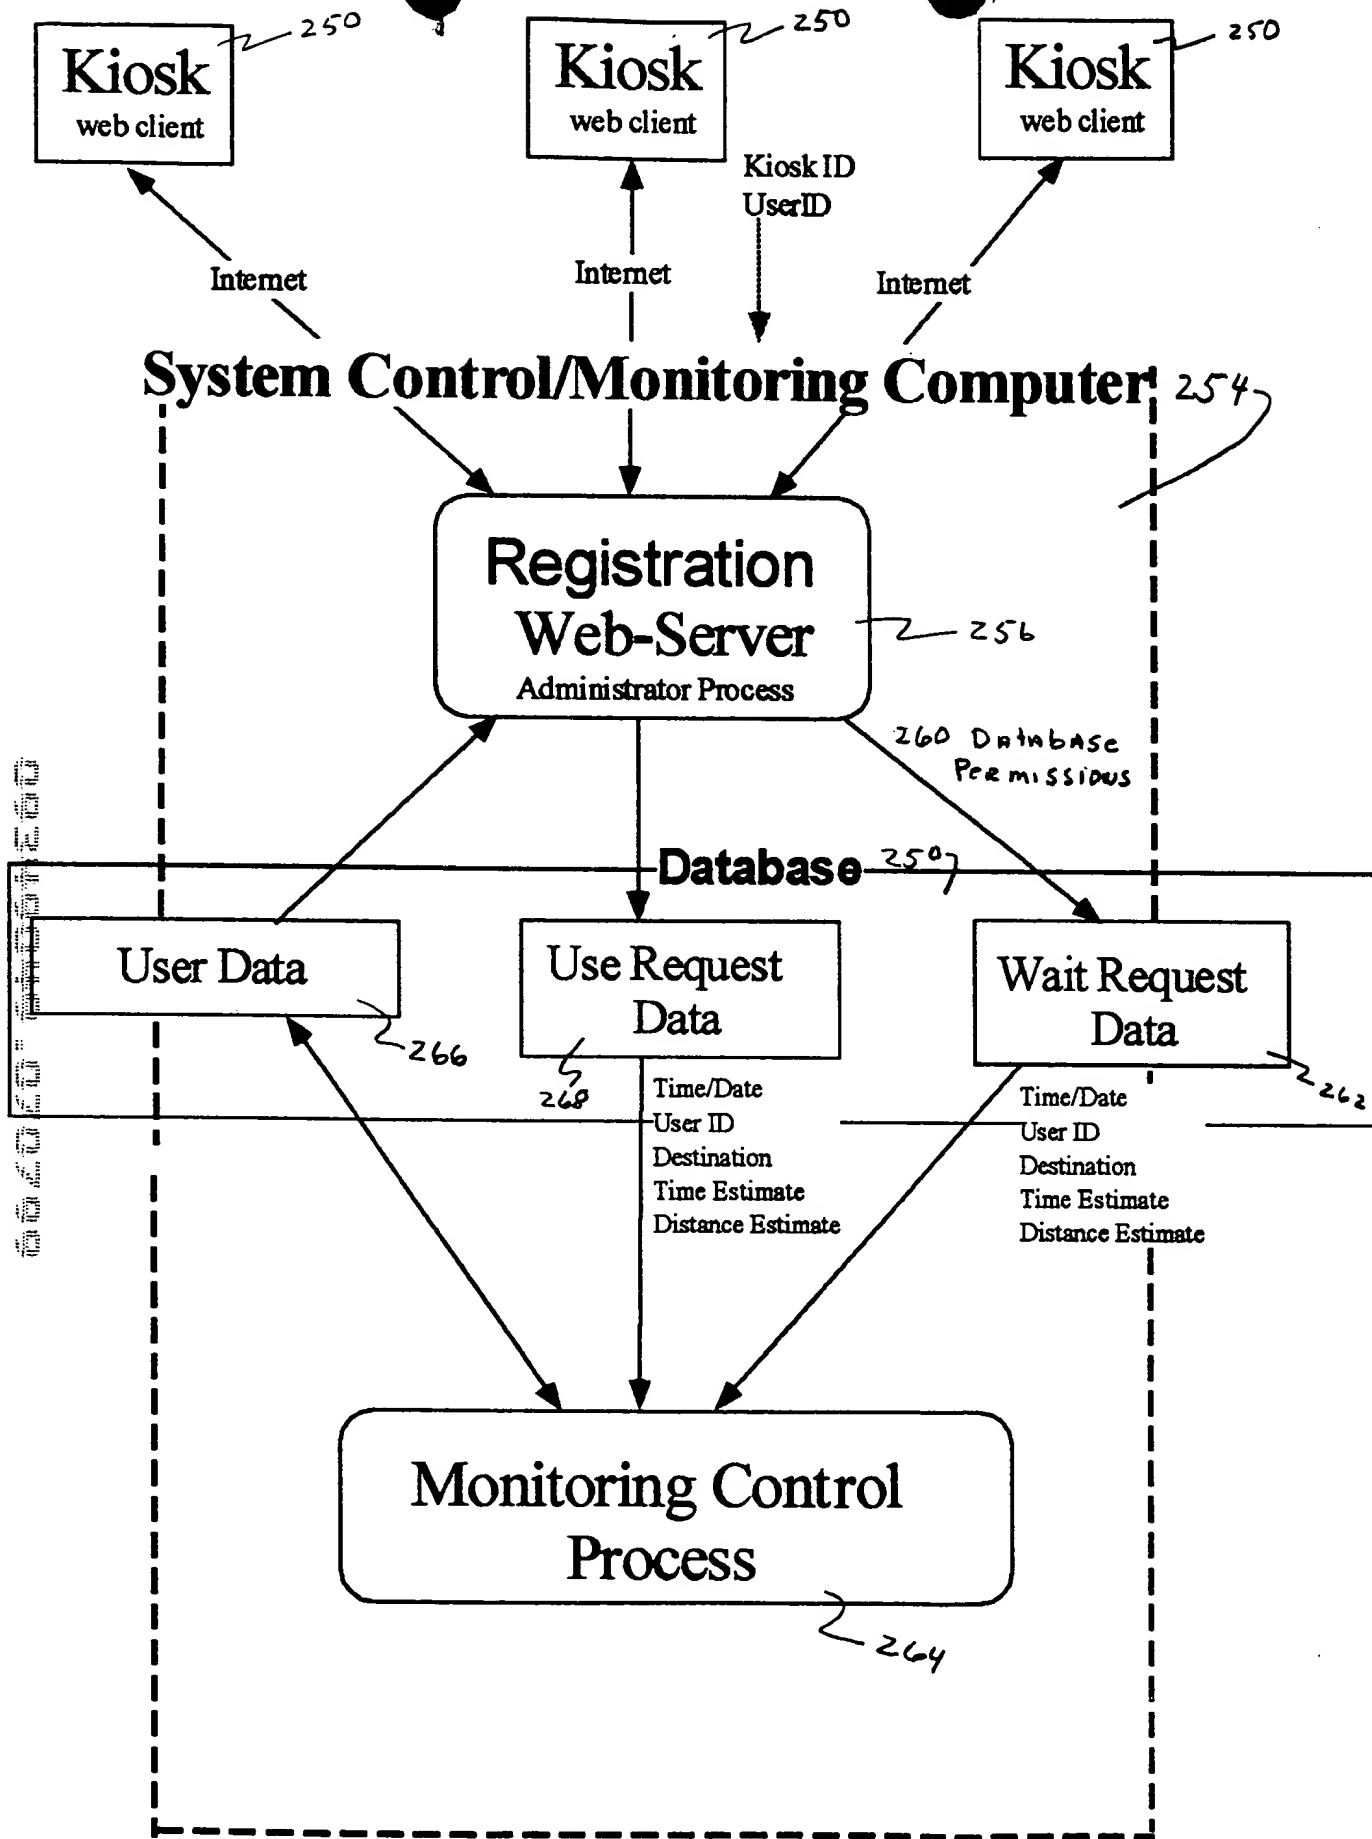 250
250
250
Kiosk
web client
Kiosk
web client
Kiosk
web client
Kiosk ID
UserID
Internet
Internet
Internet
System Control/Monitoring Computer
254
Registration
Web-Server
Administrator Process
256
260 Database
Permissions
Database
250
User Data
Use Request
Data
Wait Request
Data
266
268
262
Time/Date
User ID
Destination
Time Estimate
Distance Estimate
Time/Date
User ID
Destination
Time Estimate
Distance Estimate
Monitoring Control
Process
264